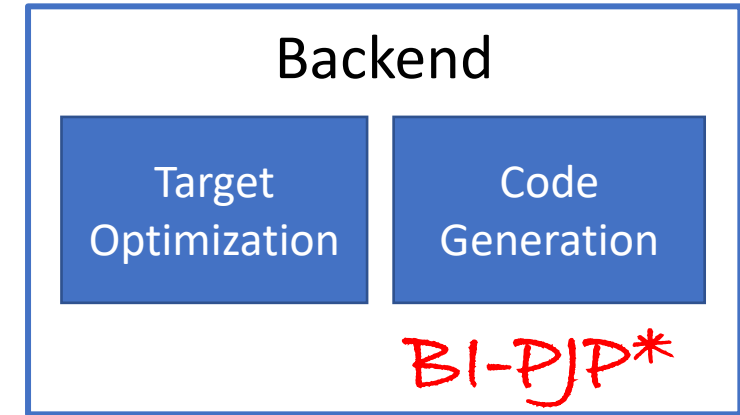 Backend
Target
Optimization
Code
Generation
BI-PJP*